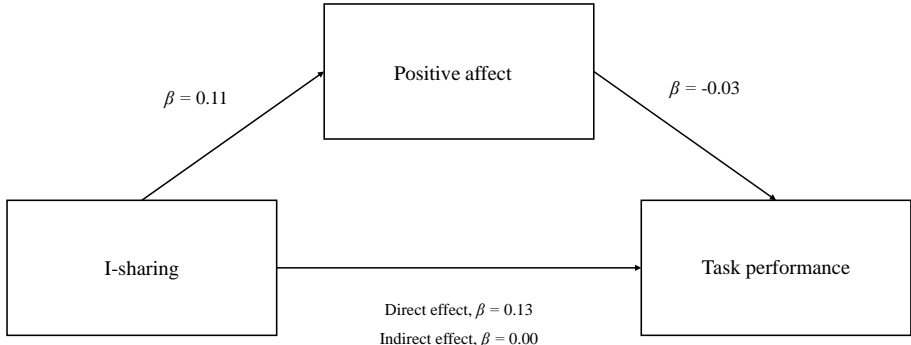 Positive affect
β = 0.11
β = -0.03
I-sharing
Task performance
Direct effect, β = 0.13
Indirect effect, β = 0.00